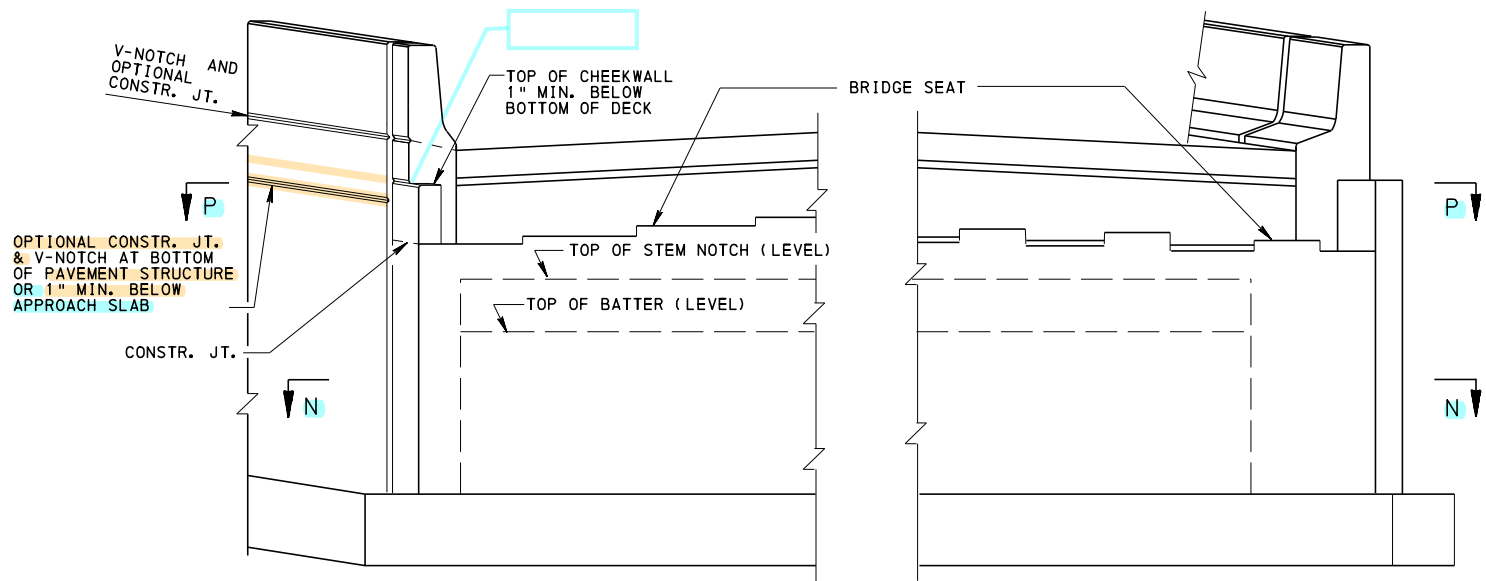 V-NOTCH AND
OPTIONAL
CONSTR. JT.
TOP OF CHEEKWALL
1" MIN. BELOW
BOTTOM OF DECK
BRIDGE SEAT
P
P
OPTIONAL CONSTR. JT.
& V-NOTCH AT BOTTOM
OF PAVEMENT STRUCTURE
OR 1" MIN. BELOW
APPROACH SLAB
TOP OF STEM NOTCH (LEVEL)
TOP OF BATTER (LEVEL)
CONSTR. JT.
N
N